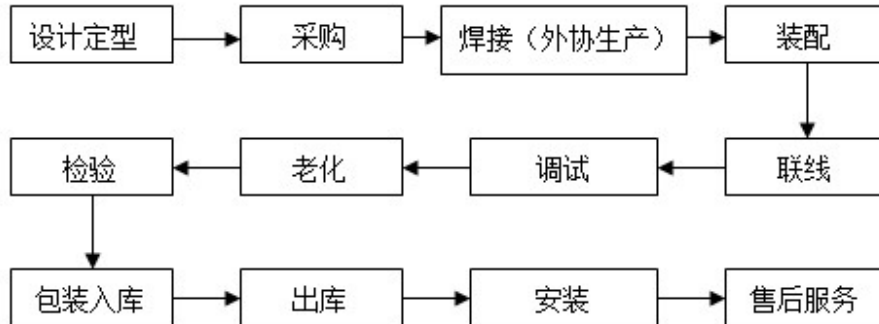 设计定型
采购
焊接（外协生产）
装配
联线
调试
老化
检验
包装入库
出库
安装
售后服务